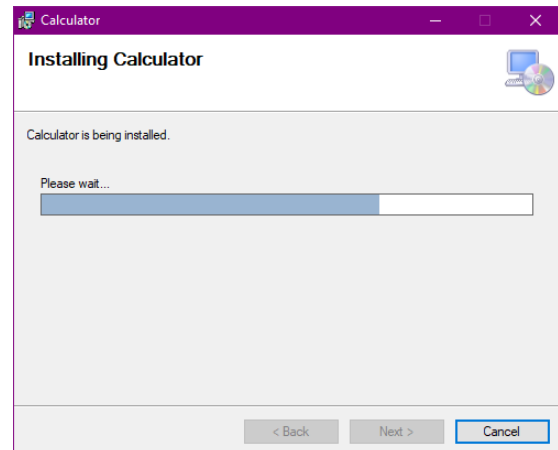 Calculator
Installing Calculator
Calculator is being installed.
Please wait...
< Back Next > Cancel